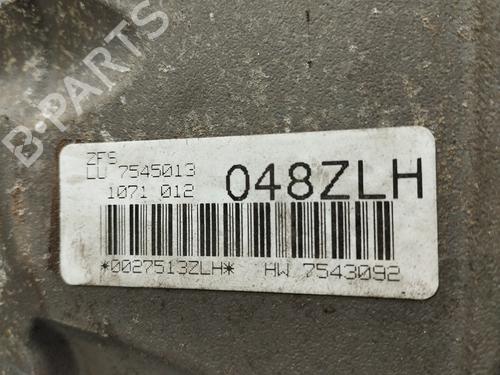 B-PARTS
ZFS
LU 7545013
1071 012
048ZLH
*0027513ZLH* HW 7543092